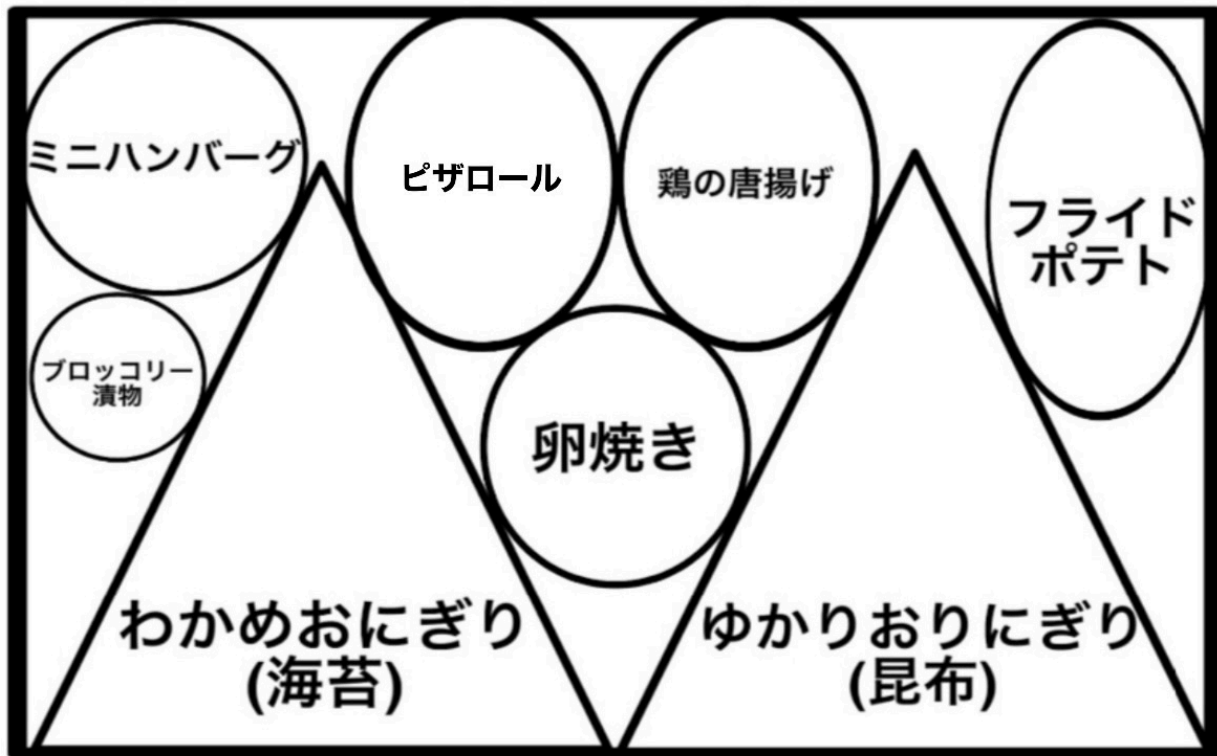 ミニハンバーグ
ピザロール
鶏の唐揚げ
フライド
ポテト
ブロッコリー
漬物
卵焼き
わかめおにぎり
(海苔)
ゆかりおりにぎり
(昆布)